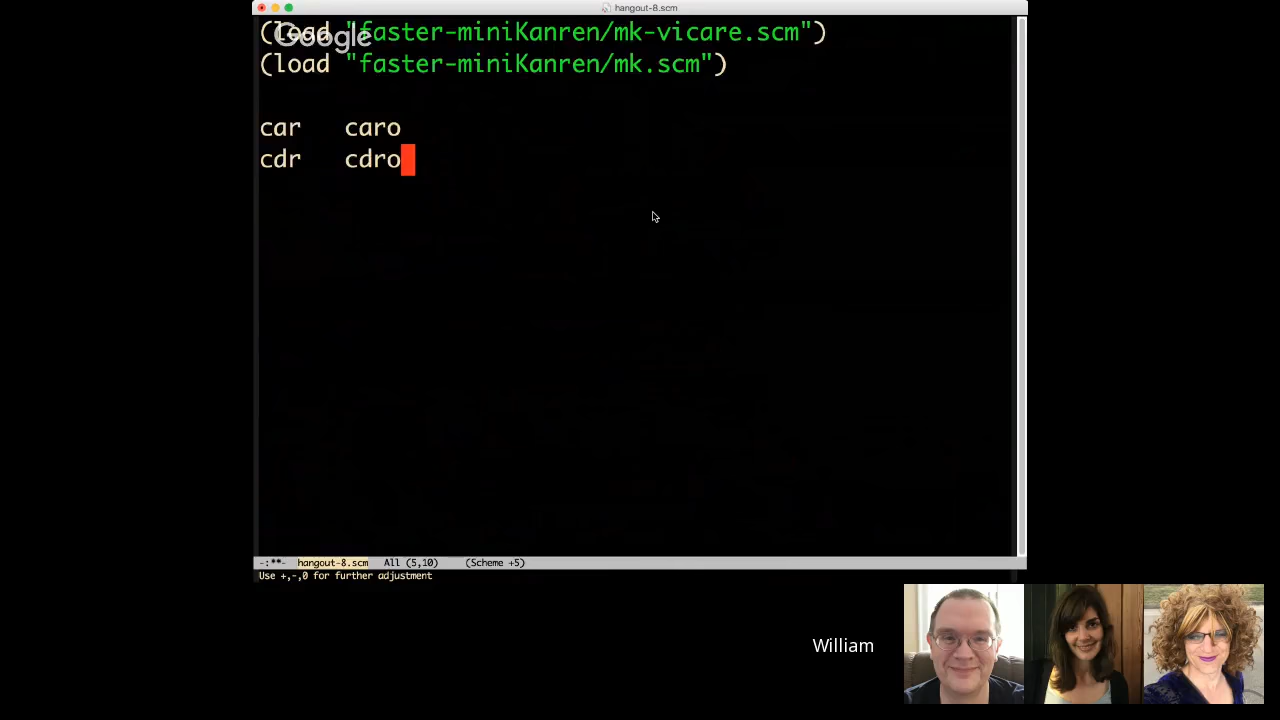 hangout-8.scm
(load "faster-miniKanren/mk-vicare.scm")
Google
(load "faster-miniKanren/mk.scm")
car caro
cdr cdro
-:**- hangout-8.scm All (5,10) (Scheme +5)
Use +,-,0 for further adjustment
William